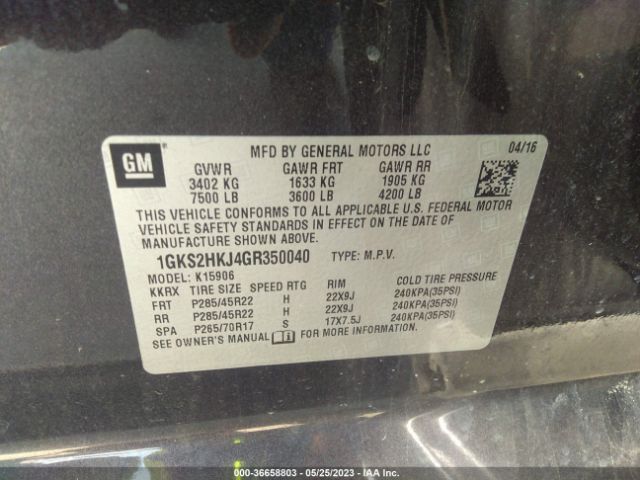 GM
MFD BY GENERAL MOTORS LLC 04/16
GVWR GAWR FRT GAWR RR
3402 KG 1633 KG 1905 KG
7500 LB 3600 LB 4200 LB
THIS VEHICLE CONFORMS TO ALL APPLICABLE U.S. FEDERAL MOTOR
VEHICLE SAFETY STANDARDS IN EFFECT ON THE DATE OF
MANUFACTURE SHOWN ABOVE.
1GKS2HKJ4GR350040 TYPE: M.P.V.
MODEL: K15906
KKRX TIRE SIZE SPEED RTG RIM COLD TIRE PRESSURE
FRT P285/45R22 H 22X9J 240KPA(35PSI)
RR P285/45R22 H 22X9J 240KPA(35PSI)
SPA P265/70R17 S 17X7.5J 240KPA(35PSI)
SEE OWNER'S MANUAL FOR MORE INFORMATION.
000-36658803 - 05/25/2023 - IAA Inc.